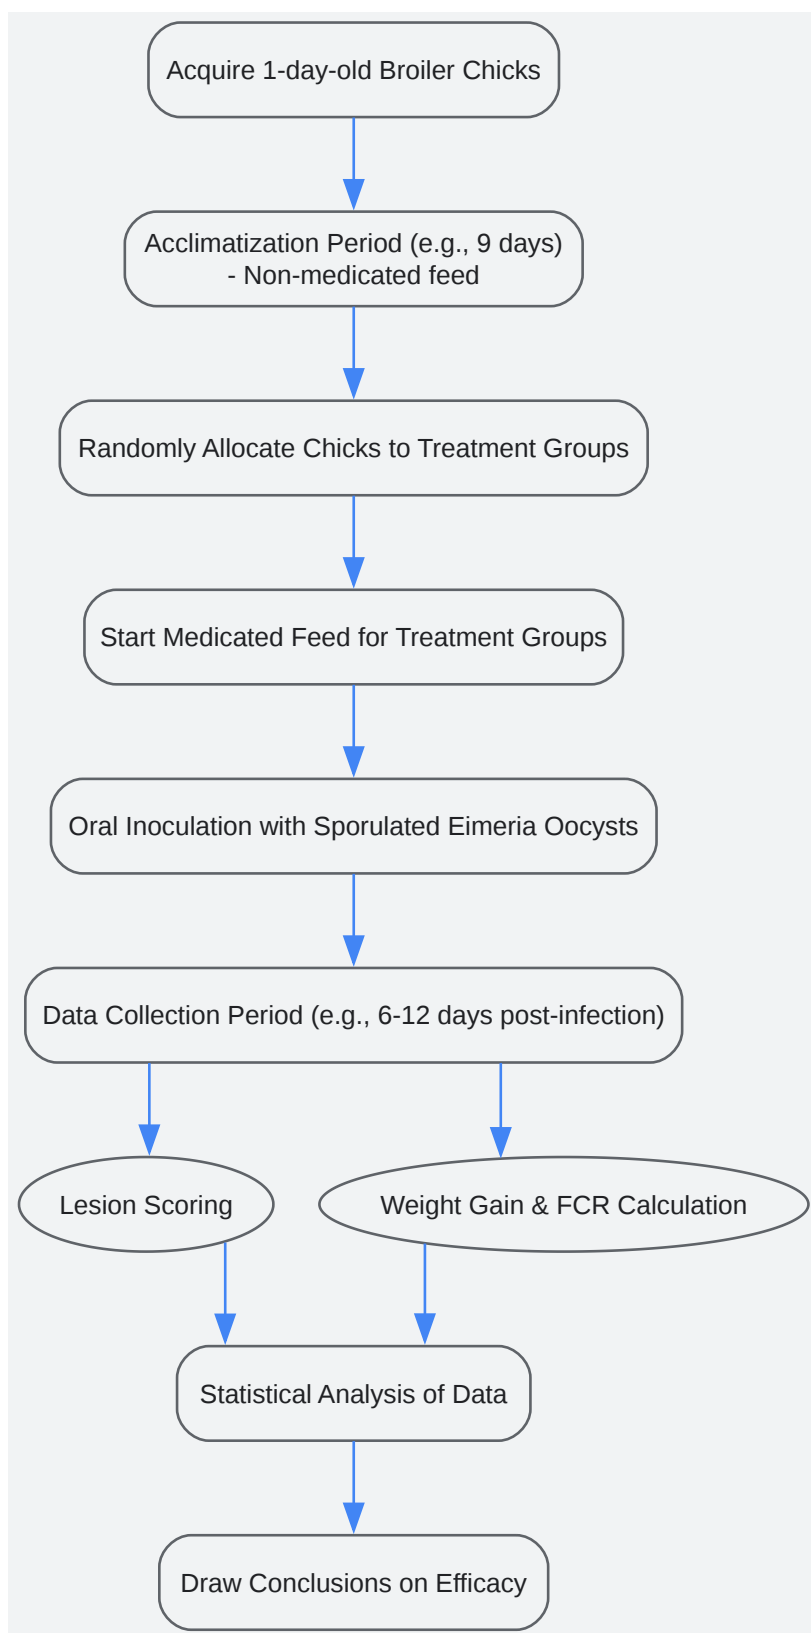 Acquire 1-day-old Broiler Chicks
Acclimatization Period (e.g., 9 days)
- Non-medicated feed
Randomly Allocate Chicks to Treatment Groups
Start Medicated Feed for Treatment Groups
Oral Inoculation with Sporulated Eimeria Oocysts
Data Collection Period (e.g., 6-12 days post-infection)
Lesion Scoring
Weight Gain & FCR Calculation
Statistical Analysis of Data
Draw Conclusions on Efficacy